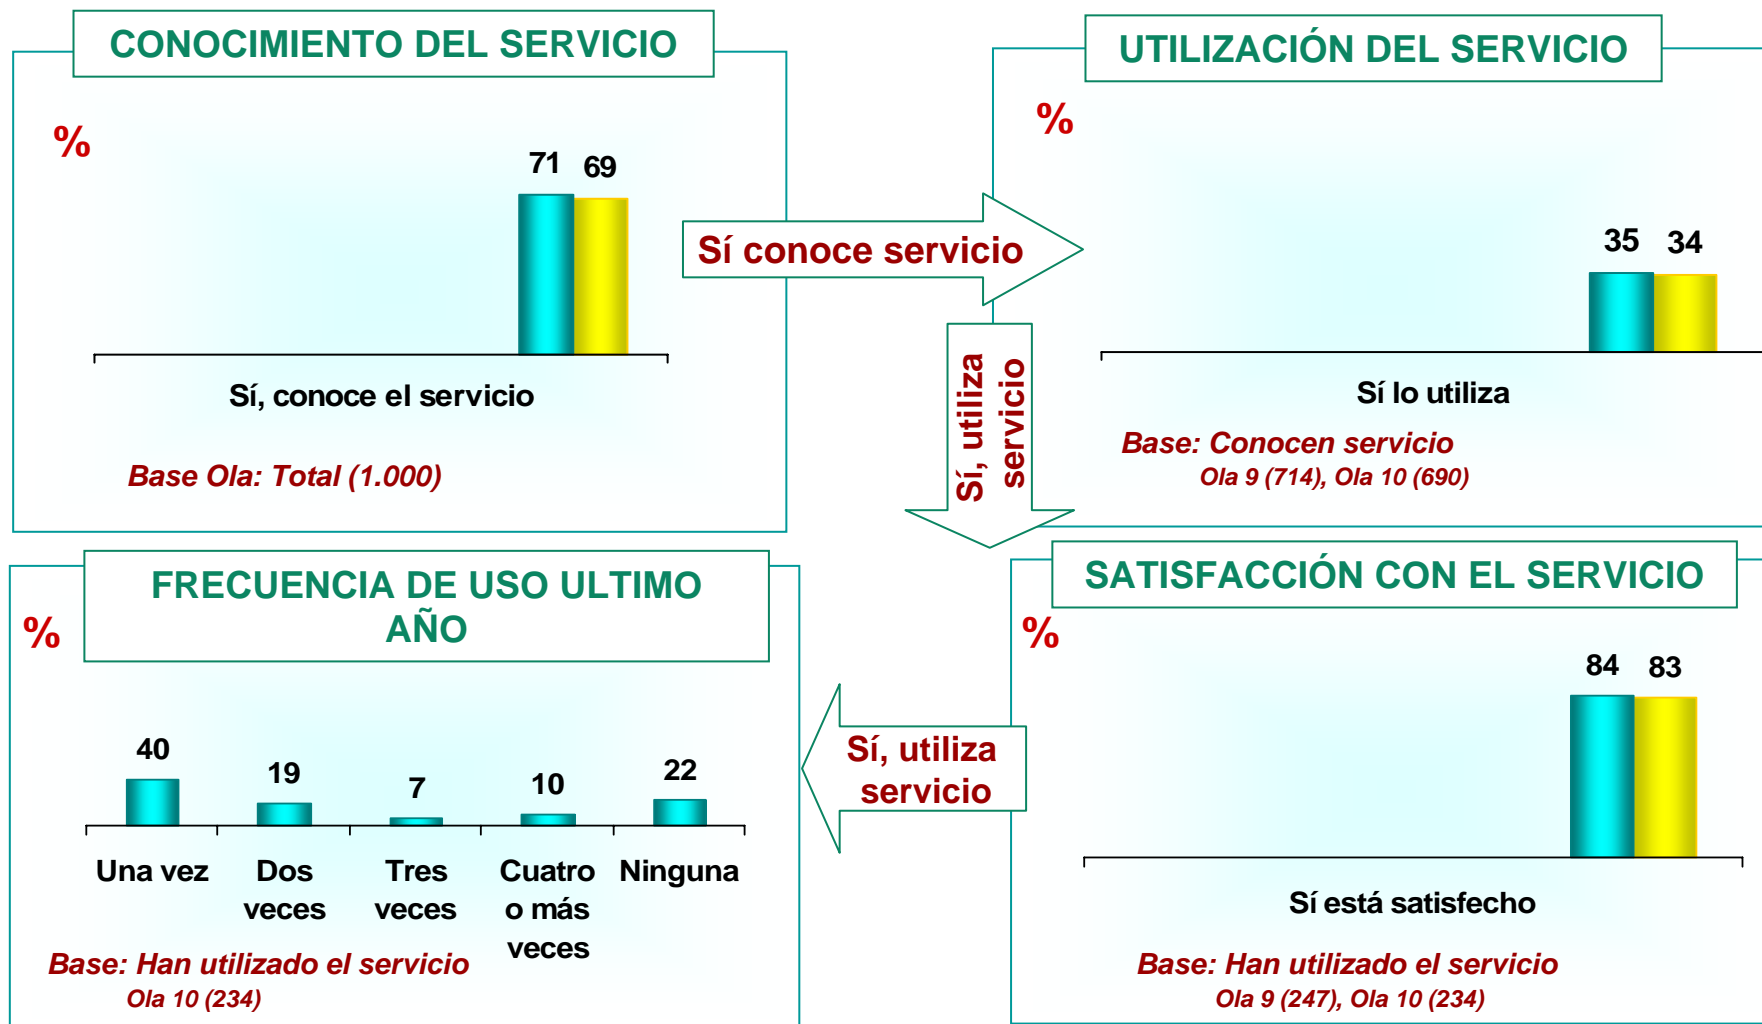 CONOCIMIENTO DEL SERVICIO
%
71 69
Sí, conoce el servicio
Base Ola: Total (1.000)
Sí conoce servicio
UTILIZACIÓN DEL SERVICIO
%
35 34
Sí lo utiliza
Base: Conocen servicio
Ola 9 (714), Ola 10 (690)
Sí, utiliza
servicio
SATISFACCIÓN CON EL SERVICIO
%
84 83
Sí está satisfecho
Base: Han utilizado el servicio
Ola 9 (247), Ola 10 (234)
Sí, utiliza
servicio
FRECUENCIA DE USO ULTIMO
AÑO
%
40 19 7 10 22
Una vez Dos Tres Cuatro Ninguna
veces veces o más
veces
Base: Han utilizado el servicio
Ola 10 (234)